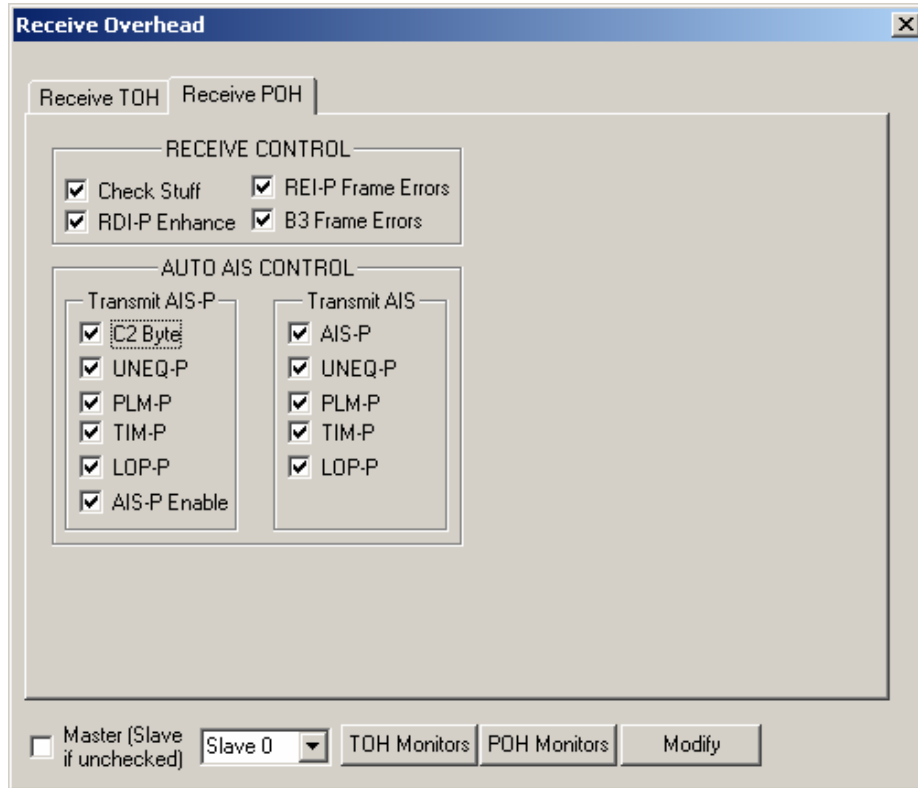 Receive Overhead
Receive TOH
Receive POH
RECEIVE CONTROL
Check Stuff
REI-P Frame Errors
RDI-P Enhance
B3 Frame Errors
AUTO AIS CONTROL
Transmit AIS-P
C2 Byte
UNEQ-P
PLM-P
TIM-P
LOP-P
AIS-P Enable
Transmit AIS
AIS-P
UNEQ-P
PLM-P
TIM-P
LOP-P
Master (Slave
if unchecked)
Slave 0
TOH Monitors
POH Monitors
Modify